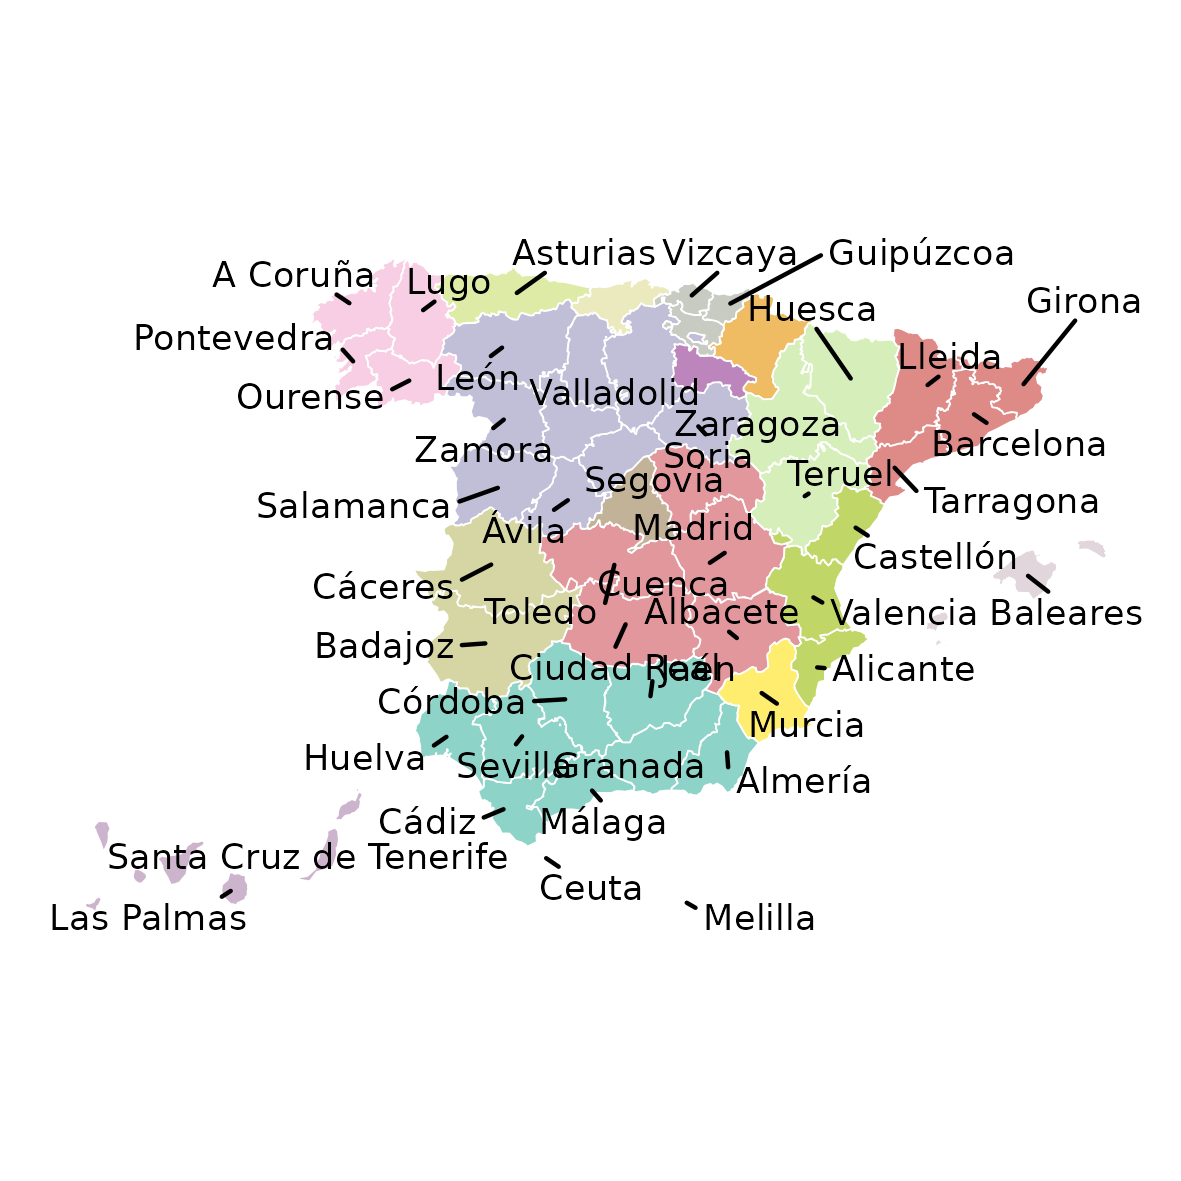 Asturias
Vizcaya
Guipúzcoa
A Coruña
Lugo
Huesca
Girona
Pontevedra
Lleida
León
Ourense
Valladolid
Zaragoza
Barcelona
Zamora
Soria
Segovia
Teruel
Salamanca
Tarragona
Ávila
Madrid
Castellón
Cáceres
Cuenca
Toledo
Albacete
Valencia
Baleares
Badajoz
Ciudad Real
Jaén
Alicante
Córdoba
Murcia
Huelva
Sevilla
Granada
Almería
Cádiz
Málaga
Santa Cruz de Tenerife
Ceuta
Las Palmas
Melilla